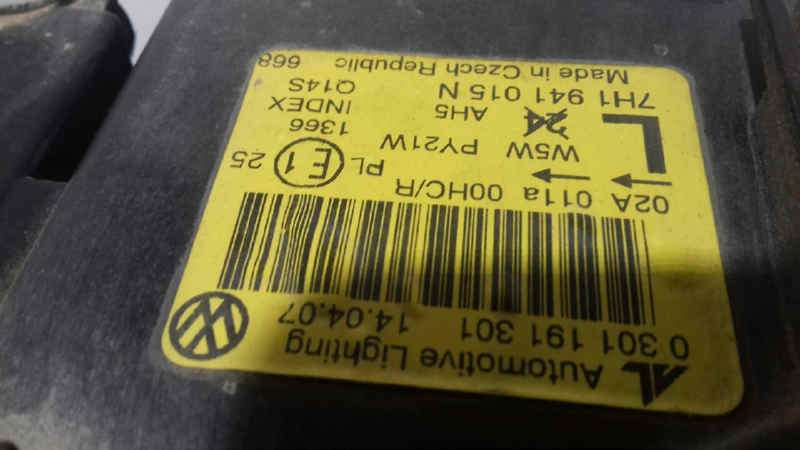 Automotive Lighting
0 301 191 301 14.04.07
02A 011a 00HC/R PL E1 25
W5W PY21W 1366
L 24 AH5 INDEX
7H1 941 015 N Q14S
Made in Czech Republic 668